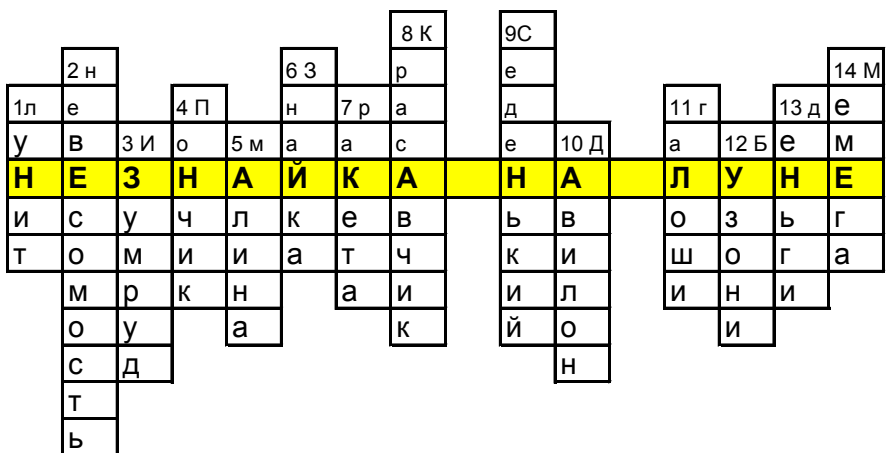 8 К 9С
2 н 6 З р е 14 М
1л е 4 П н 7 р а д 11 г 13 д е
у в 3 И о 5 м а а с е 10 Д а 12 Б е м
Н Е З Н А Й К А Н А Л У Н Е
и с у ч л к е в ь в о з ь г
т о м и и а т ч к и ш о г а
м р к н а и и л и н и
о у а к й о и
с д н
т
ь